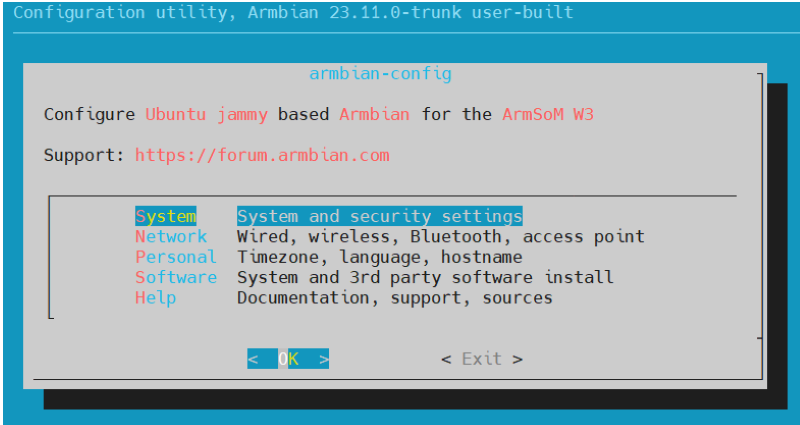 Configuration utility, Armbian 23.11.0-trunk user-built
armbian-config
Configure Ubuntu jammy based Armbian for the ArmSoM W3
Support: https://forum.armbian.com
System System and security settings
Network Wired, wireless, Bluetooth, access point
Personal Timezone, language, hostname
Software System and 3rd party software install
Help Documentation, support, sources
< OK > < Exit >